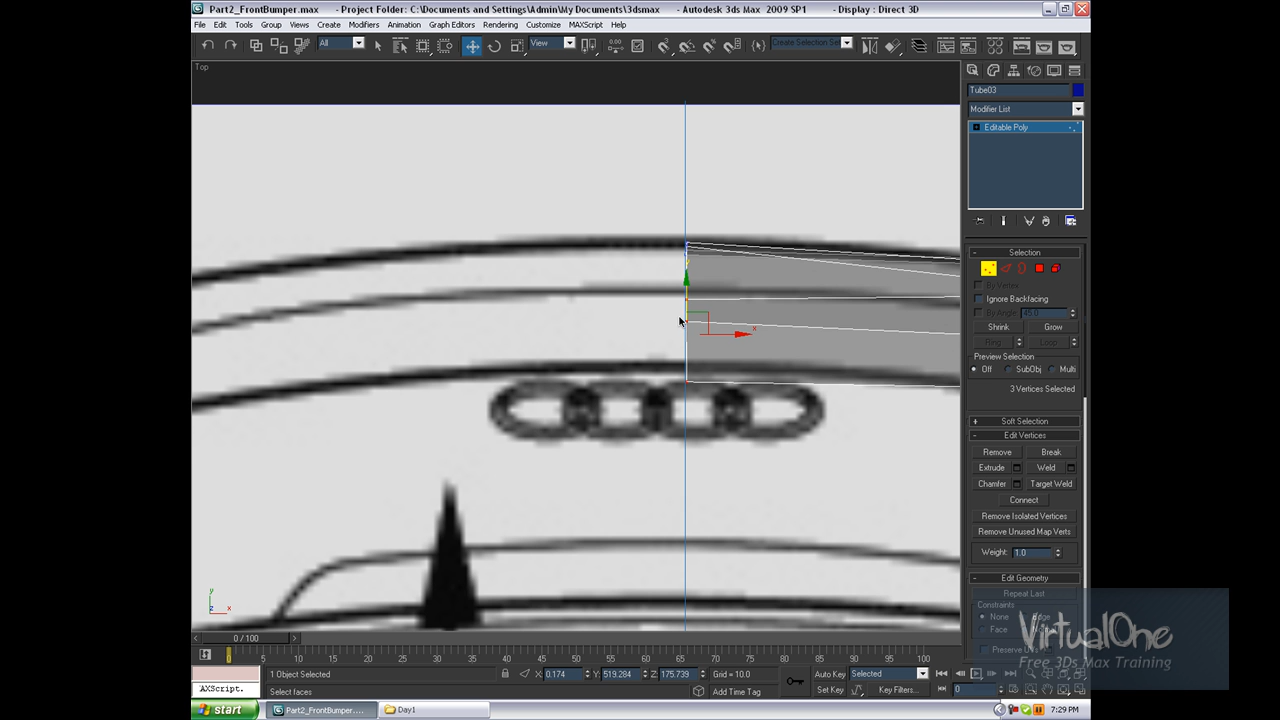 Part2_FrontBumper.max - Project Folder: C:\Documents and Settings\Admin\My Documents\3dsmax - Autodesk 3ds Max 2009 SP1 - Display : Direct 3D
File Edit Tools Group Views Create Modifiers Animation Graph Editors Rendering Customize MAXScript Help
All View Create Selection Set
Top
Tube03
Modifier List
Editable Poly
Selection
By Vertex
Ignore Backfacing
By Angle: 45.0
Shrink Grow
Ring Loop
Preview Selection
Off SubObj Multi
3 Vertices Selected
Soft Selection
Edit Vertices
Remove Break
Extrude Weld
Chamfer Target Weld
Connect
Remove Isolated Vertices
Remove Unused Map Verts
Weight: 1.0
Edit Geometry
Repeat Last
Constraints
None Edge
Face
Preserve UVs
VirtualOne
Free 3Ds Max Training
y
x
z x
0 / 100
0 5 10 15 20 25 30 35 40 45 50 55 60 65 70 75 80 85 90 95 100
1 Object Selected X: 0.174 Y: 519.284 Z: 175.739 Grid = 10.0 Auto Key Selected
'AXScript. Select faces Add Time Tag Set Key Key Filters... 0
start Part2_FrontBumper.... Day1 7:29 PM